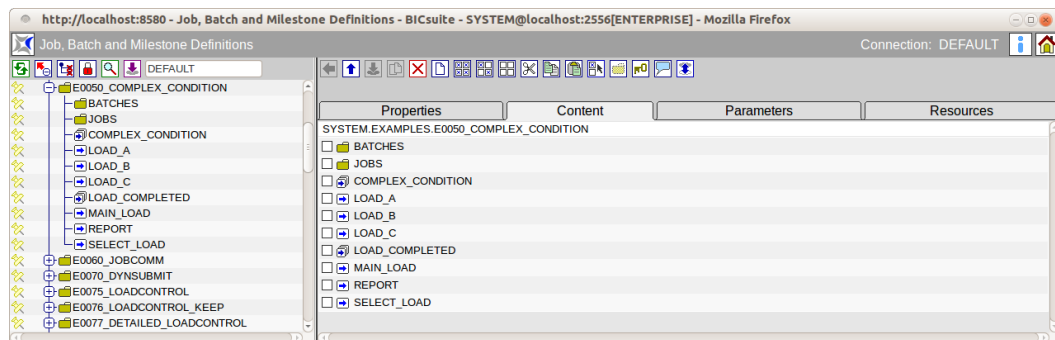 http://localhost:8580 - Job, Batch and Milestone Definitions - BICsuite - SYSTEM@localhost:2556[ENTERPRISE] - Mozilla Firefox
Job, Batch and Milestone Definitions
Connection: DEFAULT
DEFAULT
E0050_COMPLEX_CONDITION
BATCHES
JOBS
COMPLEX_CONDITION
LOAD_A
LOAD_B
LOAD_C
LOAD_COMPLETED
MAIN_LOAD
REPORT
SELECT_LOAD
E0060_JOBCOMM
E0070_DYNSUBMIT
E0075_LOADCONTROL
E0076_LOADCONTROL_KEEP
E0077_DETAILED_LOADCONTROL
Properties
Content
Parameters
Resources
SYSTEM.EXAMPLES.E0050_COMPLEX_CONDITION
BATCHES
JOBS
COMPLEX_CONDITION
LOAD_A
LOAD_B
LOAD_C
LOAD_COMPLETED
MAIN_LOAD
REPORT
SELECT_LOAD